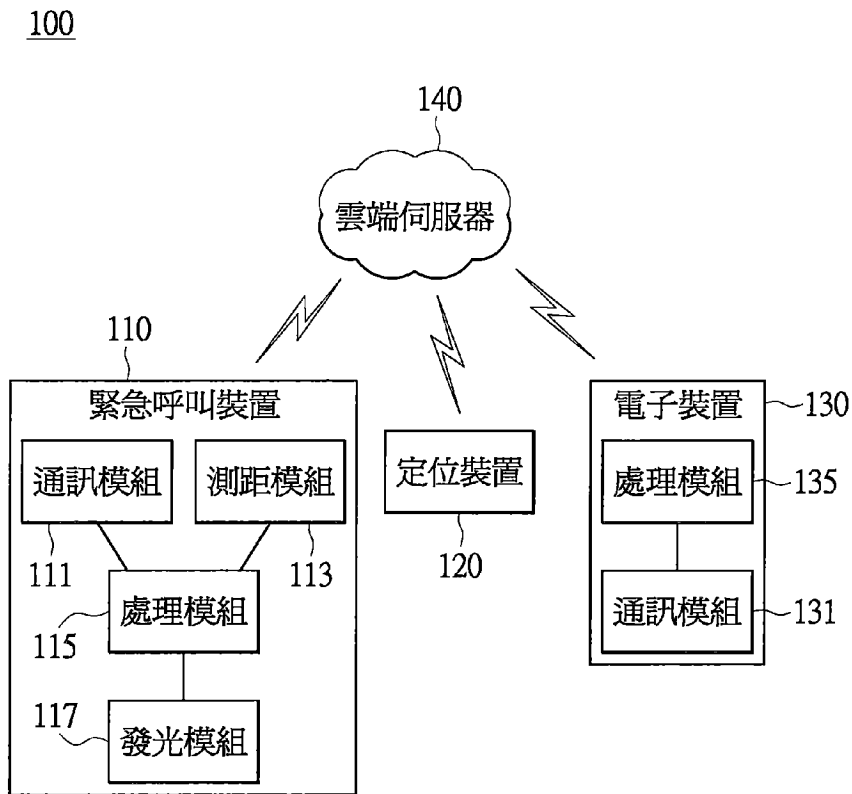 100
140
雲端伺服器
110
緊急呼叫裝置
通訊模組
測距模組
111
113
處理模組
115
117
發光模組
定位裝置
120
電子裝置
130
處理模組
135
通訊模組
131